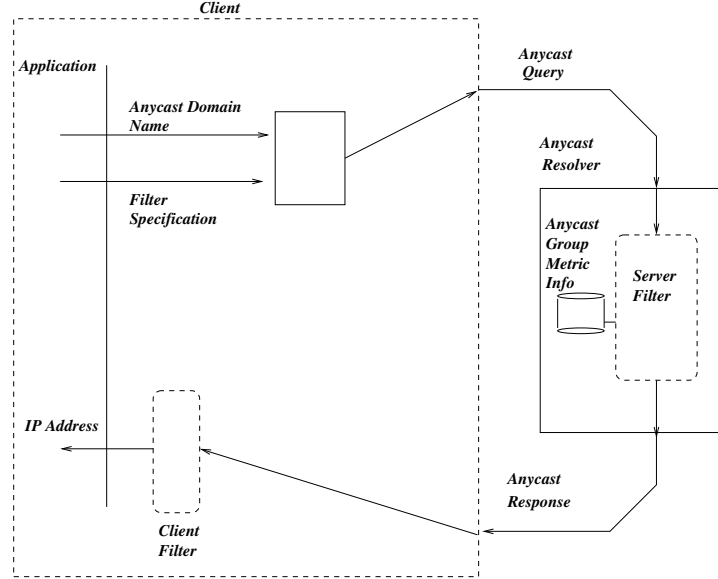 Client
Application
Anycast Domain
Name
Filter
Specification
Anycast
Query
Anycast
Resolver
Anycast
Group
Metric
Info
Server
Filter
IP Address
Client
Filter
Anycast
Response